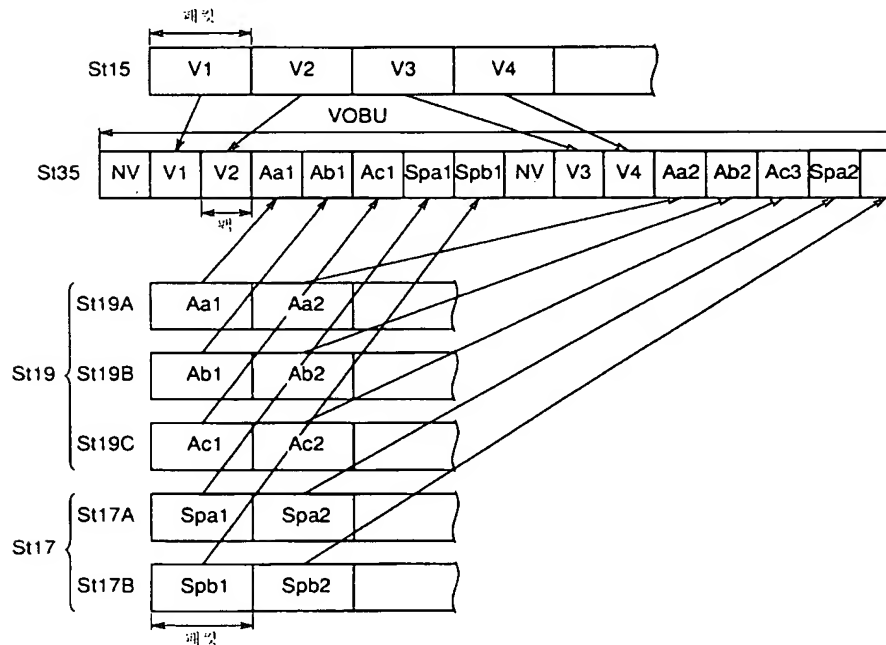 패킷
St15 V1 V2 V3 V4
VOBU
St35 NV V1 V2 Aa1 Ab1 Ac1 Spa1 Spb1 NV V3 V4 Aa2 Ab2 Ac3 Spa2
팩
St19A Aa1 Aa2
St19 St19B Ab1 Ab2
St19C Ac1 Ac2
St17A Spa1 Spa2
St17
St17B Spb1 Spb2
패킷